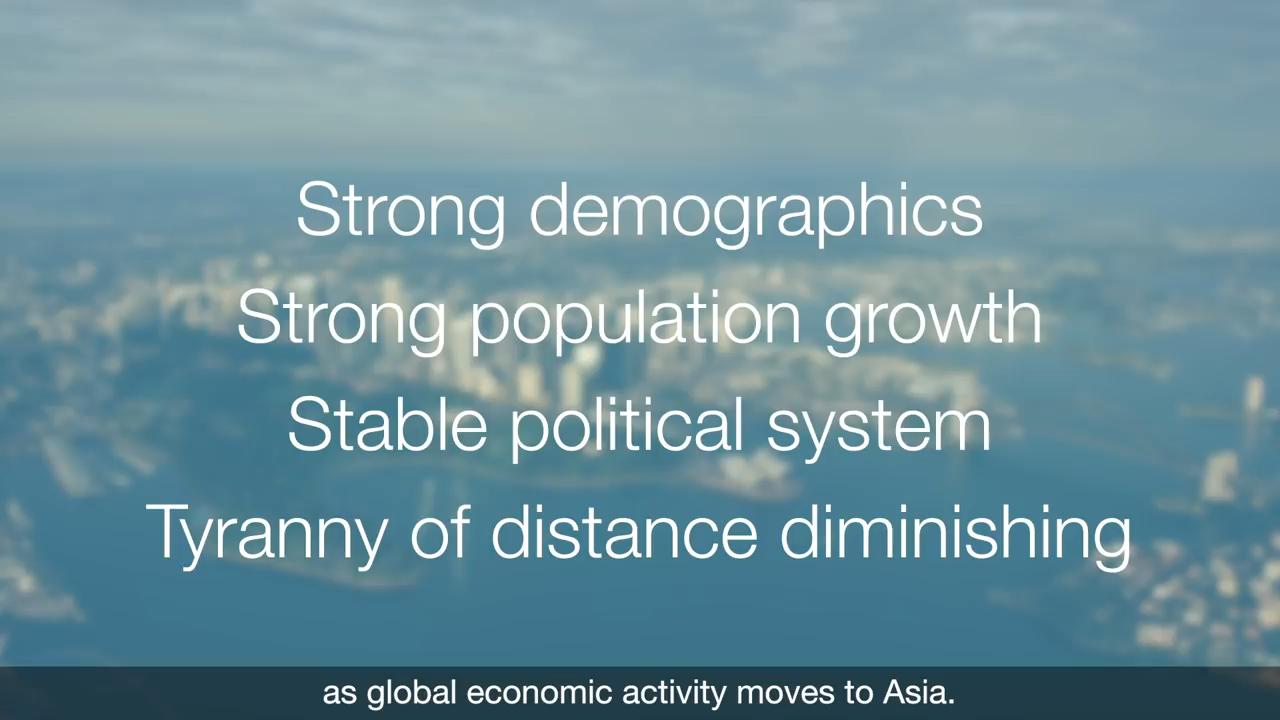 Strong demographics
Strong population growth
Stable political system
Tyranny of distance diminishing
as global economic activity moves to Asia.